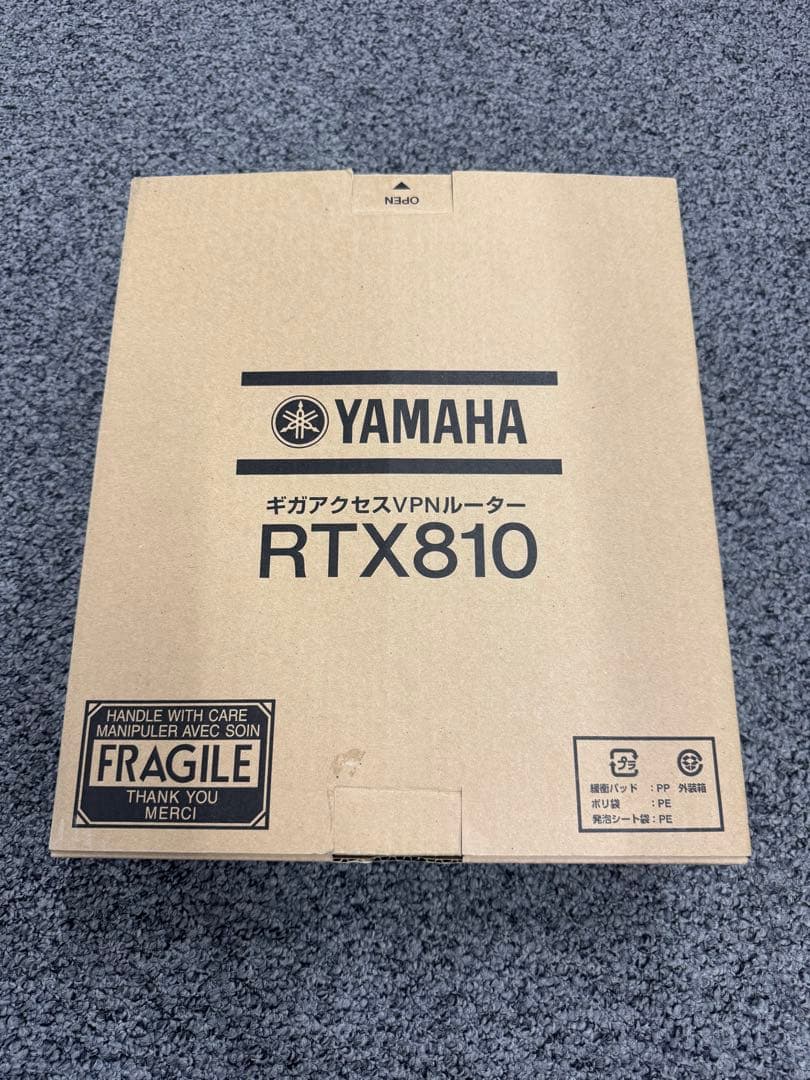 OPEN
YAMAHA
ギガアクセスVPNルーター
RTX810
HANDLE WITH CARE
MANIPULER AVEC SOIN
FRAGILE
THANK YOU
MERCI
プラ
緩衝パッド : PP 外装箱
ポリ袋 : PE
発泡シート袋 : PE